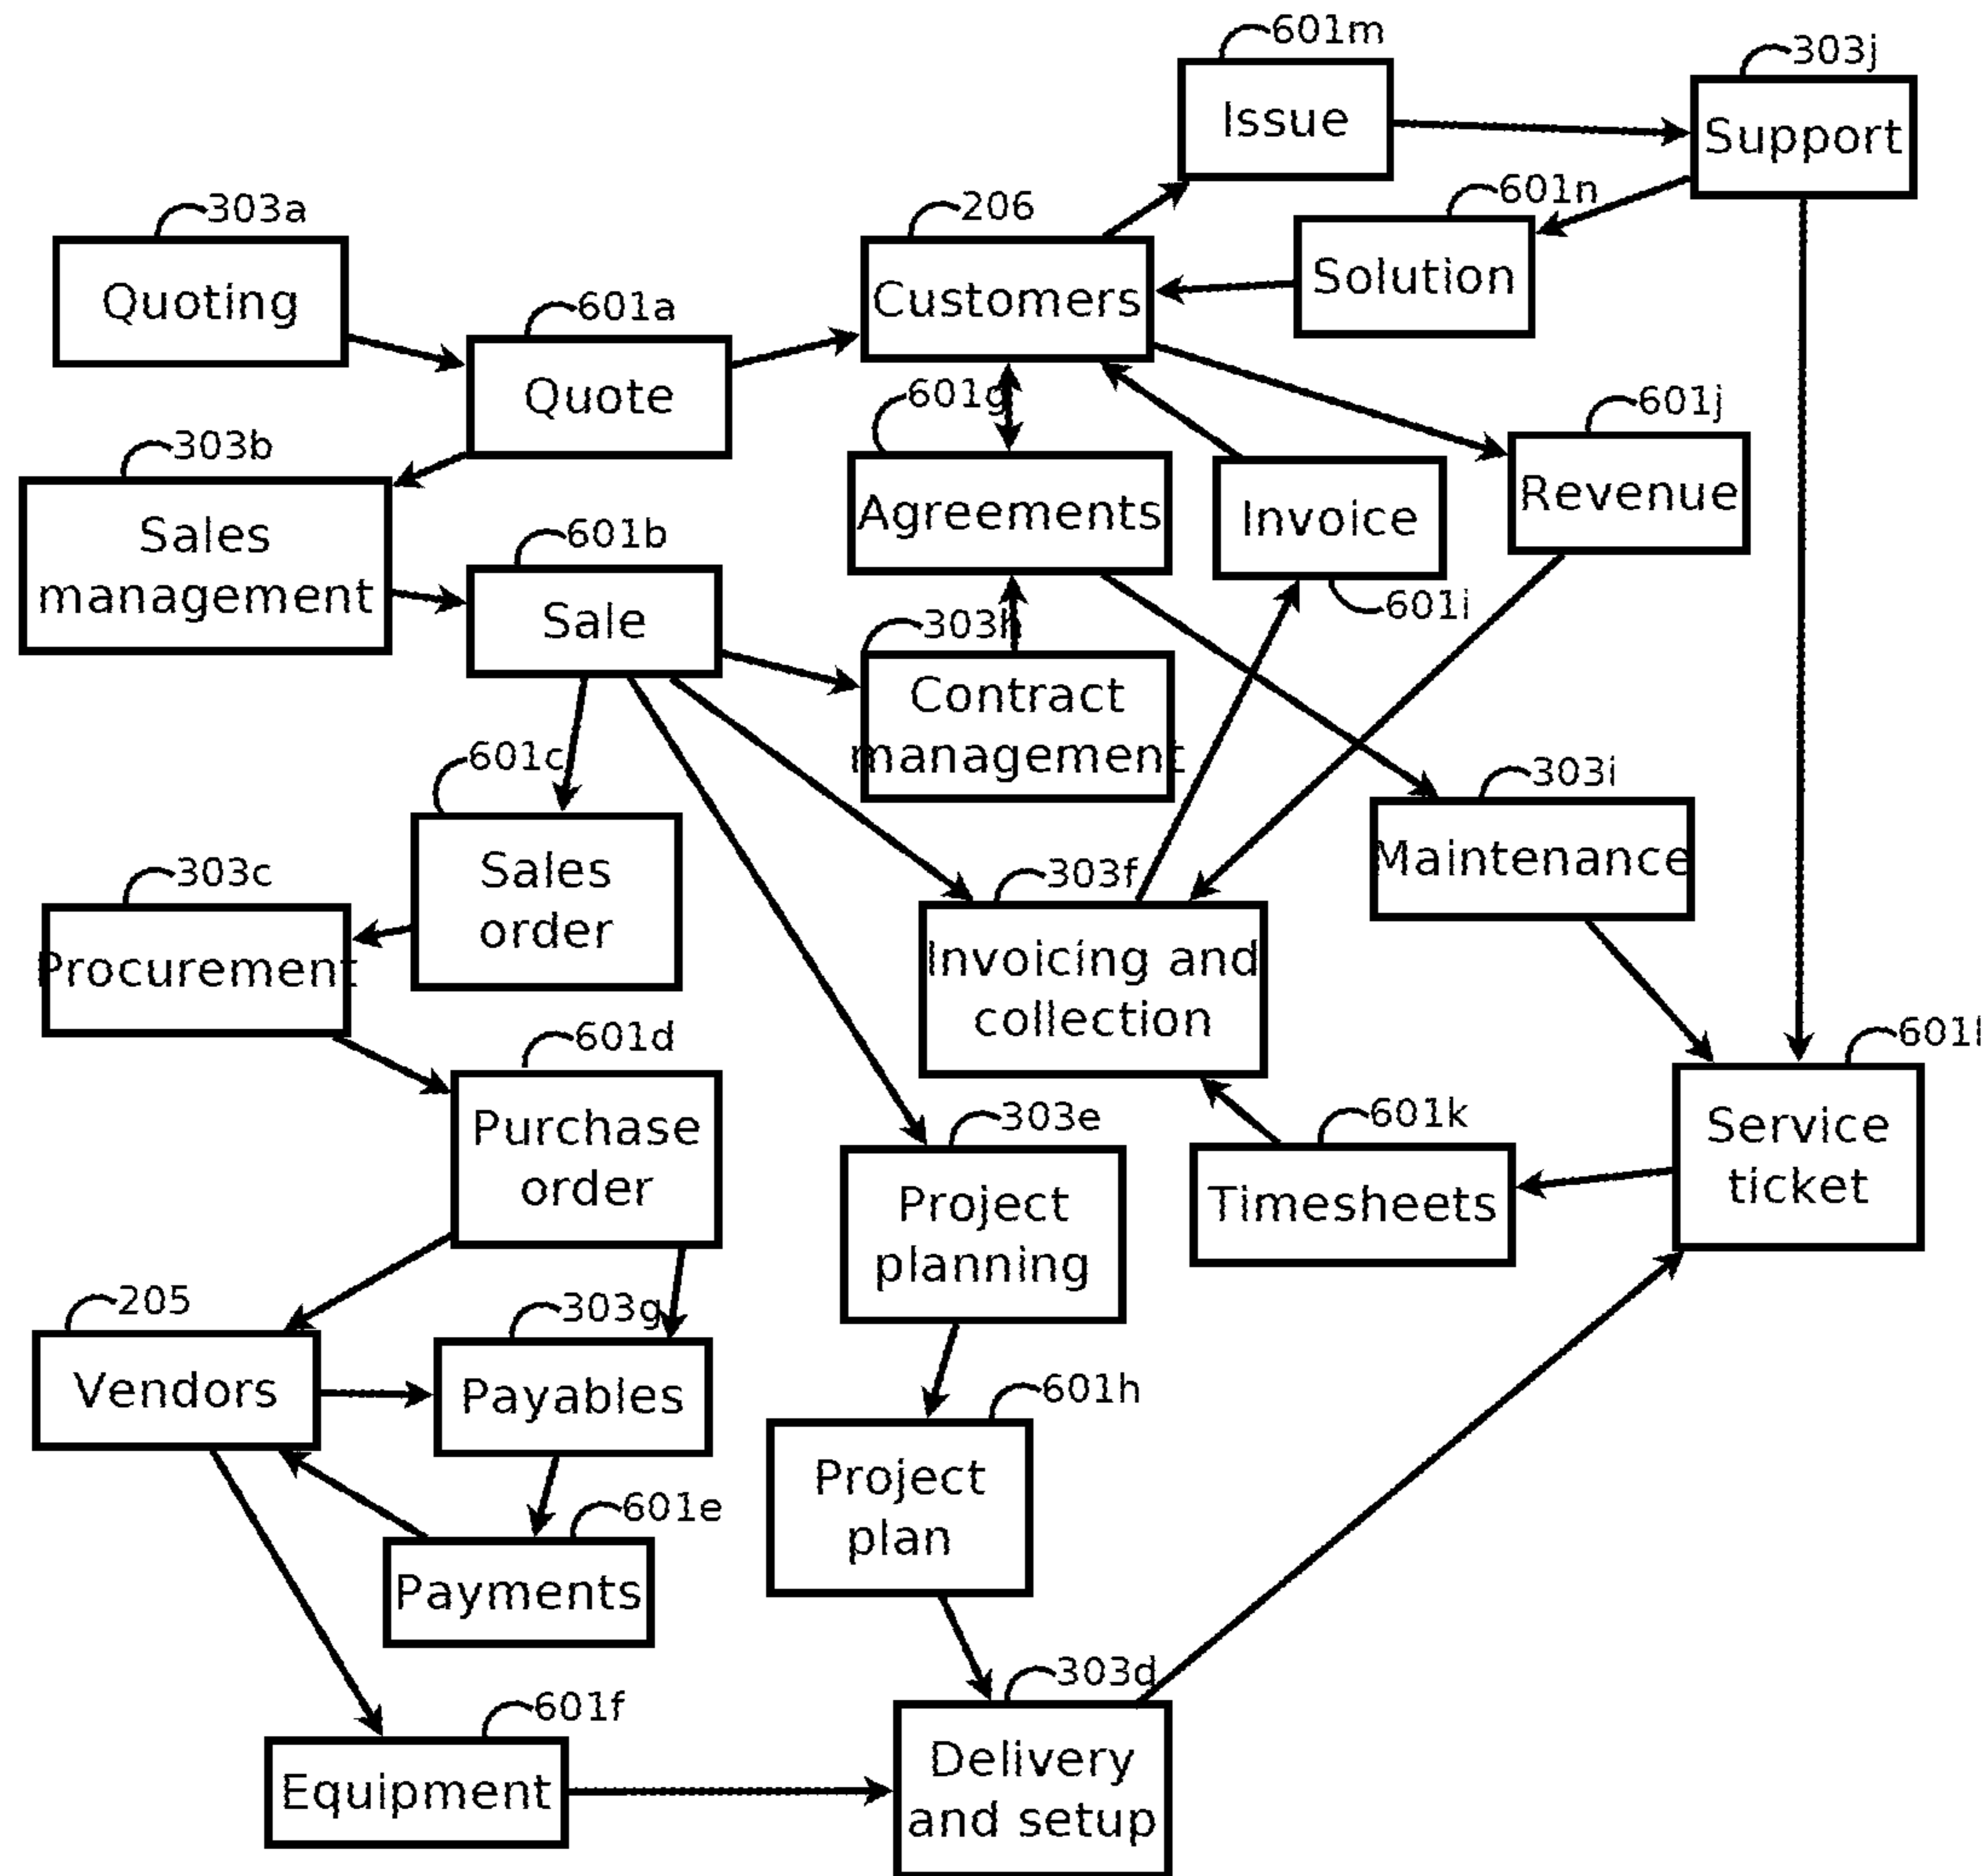 601m
303j
Issue
Support
303a
206
601n
Quoting
Customers
Solution
601a
Quote
601g
601j
303b
Sales
management
601b
Agreements
Invoice
Revenue
Sale
303h
601i
Contract
management
601c
303i
Sales
order
Maintenance
303c
303f
Procurement
Invoicing and
collection
601d
601l
Purchase
order
303e
601k
Service
ticket
Project
planning
Timesheets
205
303g
Vendors
Payables
601h
Project
plan
601e
Payments
303d
601f
Equipment
Delivery
and setup